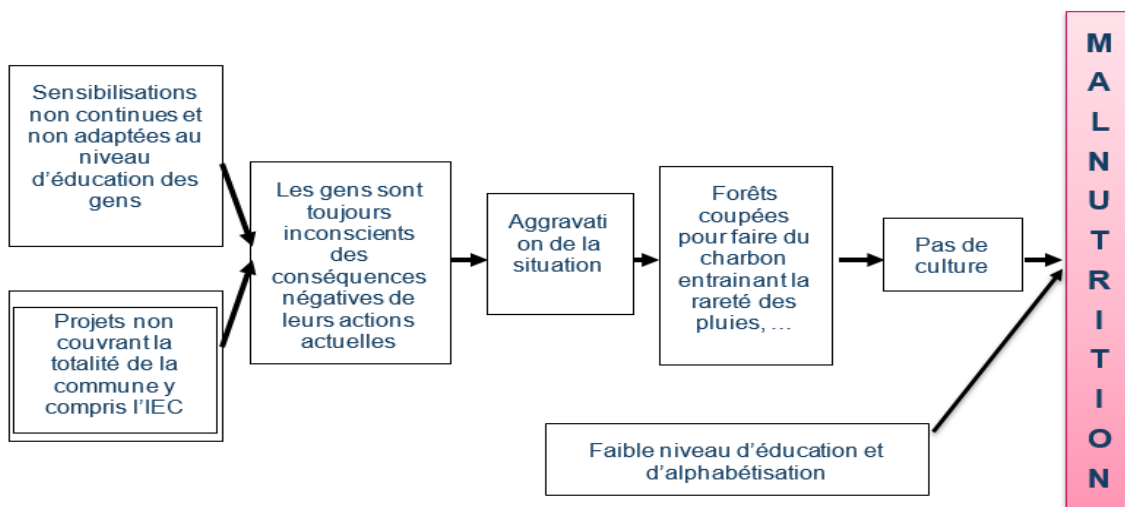 Sensibilisations
non continues et
non adaptées au
niveau
d'éducation des
gens
Projets non
couvrant la
totalité de la
commune y
compris l'IEC
Les gens sont
toujours
inconscients
des
conséquences
négatives de
leurs actions
actuelles
Aggravati
on de la
situation
Forêts
coupées
pour faire du
charbon
entrainant la
rareté des
pluies, …
Pas de
culture
Faible niveau d'éducation et
d'alphabétisation
M
A
L
N
U
T
R
I
T
I
O
N